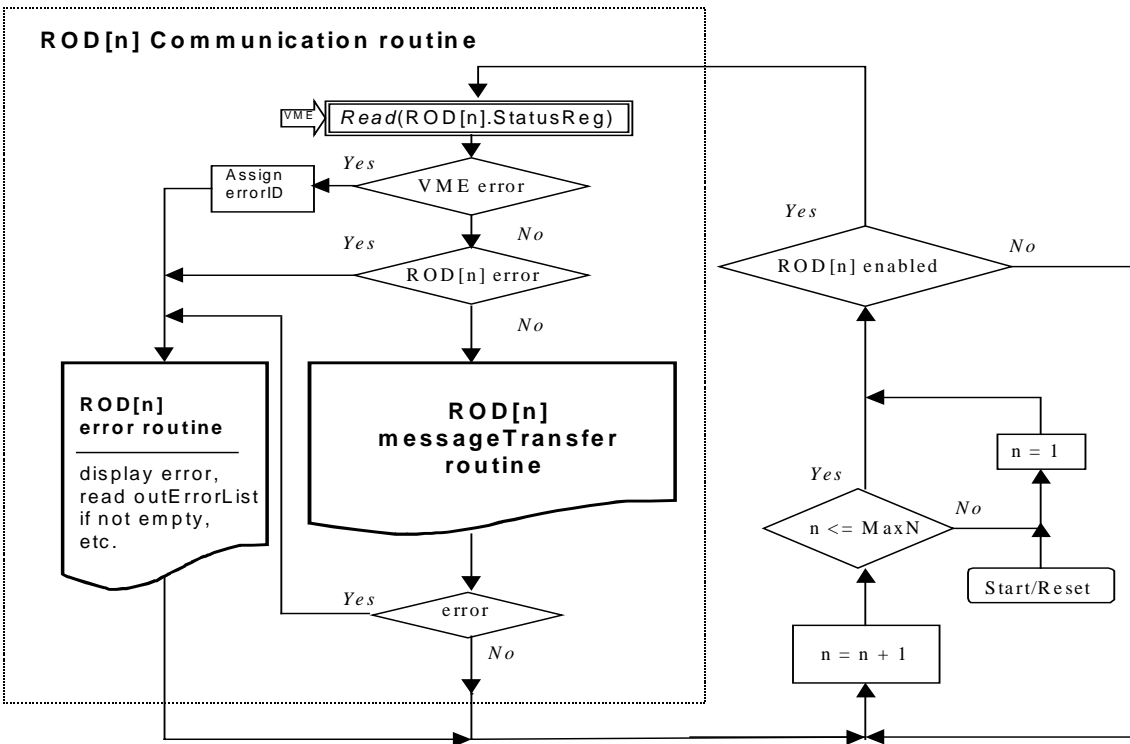 ROD[n] Communication routine
VME
Read(ROD[n].StatusReg)
Yes
Assign
errorID
VME error
Yes
No
ROD[n] error
No
ROD[n]
error routine
display error,
read outErrorList
if not empty,
etc.
ROD[n]
messageTransfer
routine
Yes
error
No
Yes
No
ROD[n] enabled
n = 1
Yes
No
n <= MaxN
Start/Reset
n = n + 1